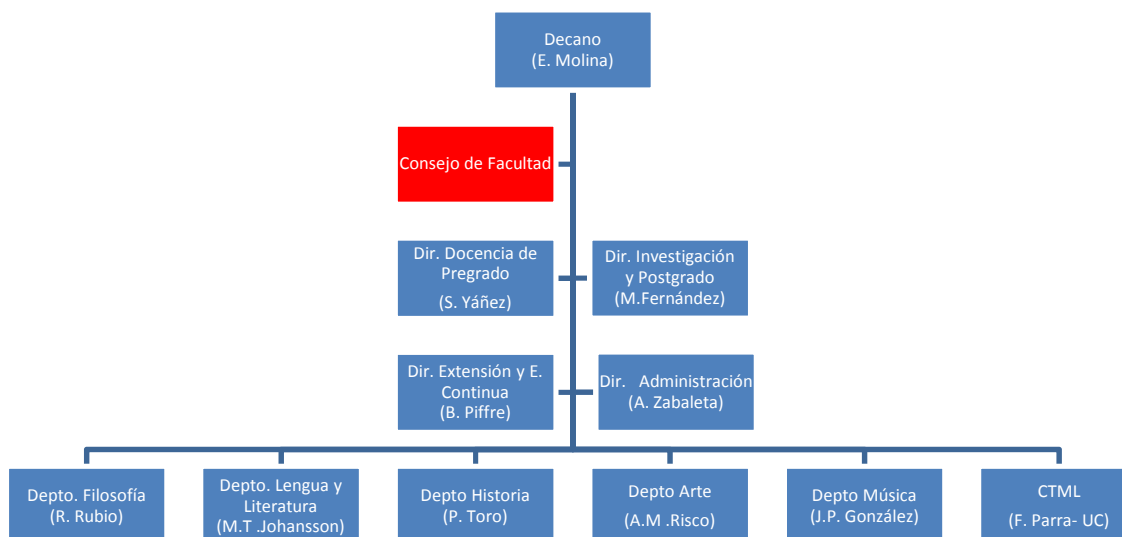 Decano
(E. Molina)
Consejo de Facultad
Dir. Docencia de
Pregrado
(S. Yáñez)
Dir. Investigación
y Postgrado
(M.Fernández)
Dir. Extensión y E.
Continua
(B. Piffre)
Dir. Administración
(A. Zabaleta)
Depto. Filosofía
(R. Rubio)
Depto. Lengua y
Literatura
(M.T .Johansson)
Depto Historia
(P. Toro)
Depto Arte
(A.M .Risco)
Depto Música
(J.P. González)
CTML
(F. Parra- UC)